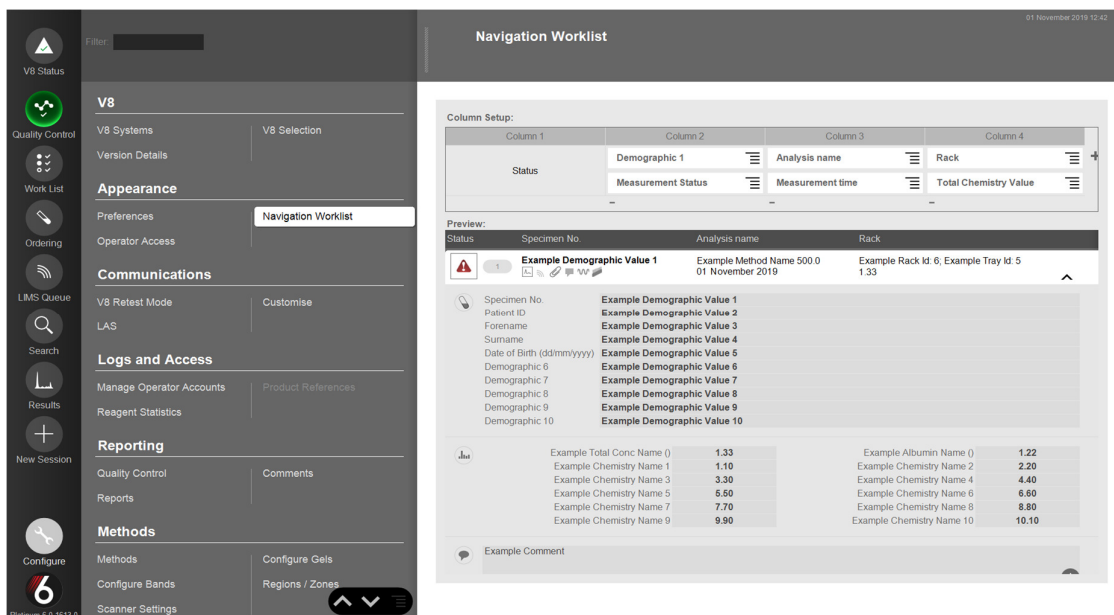 01 November 2019 12:42
Filter:
Navigation Worklist
V8 Status
Quality Control
Work List
Ordering
LIMS Queue
Search
Results
New Session
Configure
Platinum 5.0.1613.0
V8
V8 Systems
V8 Selection
Version Details
Appearance
Preferences
Navigation Worklist
Operator Access
Communications
V8 Retest Mode
Customise
LAS
Logs and Access
Manage Operator Accounts
Product References
Reagent Statistics
Reporting
Quality Control
Comments
Reports
Methods
Methods
Configure Gels
Configure Bands
Regions / Zones
Scanner Settings
Column Setup:
Column 1 Column 2 Column 3 Column 4
Status
Demographic 1 Analysis name Rack
+
Measurement Status Measurement time Total Chemistry Value
− − −
Preview:
Status Specimen No. Analysis name Rack
1 Example Demographic Value 1 Example Method Name 500.0 Example Rack Id: 6; Example Tray Id: 5
01 November 2019 1.33
Specimen No. Example Demographic Value 1
Patient ID Example Demographic Value 2
Forename Example Demographic Value 3
Surname Example Demographic Value 4
Date of Birth (dd/mm/yyyy) Example Demographic Value 5
Demographic 6 Example Demographic Value 6
Demographic 7 Example Demographic Value 7
Demographic 8 Example Demographic Value 8
Demographic 9 Example Demographic Value 9
Demographic 10 Example Demographic Value 10
Example Total Conc Name () 1.33 Example Albumin Name () 1.22
Example Chemistry Name 1 1.10 Example Chemistry Name 2 2.20
Example Chemistry Name 3 3.30 Example Chemistry Name 4 4.40
Example Chemistry Name 5 5.50 Example Chemistry Name 6 6.60
Example Chemistry Name 7 7.70 Example Chemistry Name 8 8.80
Example Chemistry Name 9 9.90 Example Chemistry Name 10 10.10
Example Comment